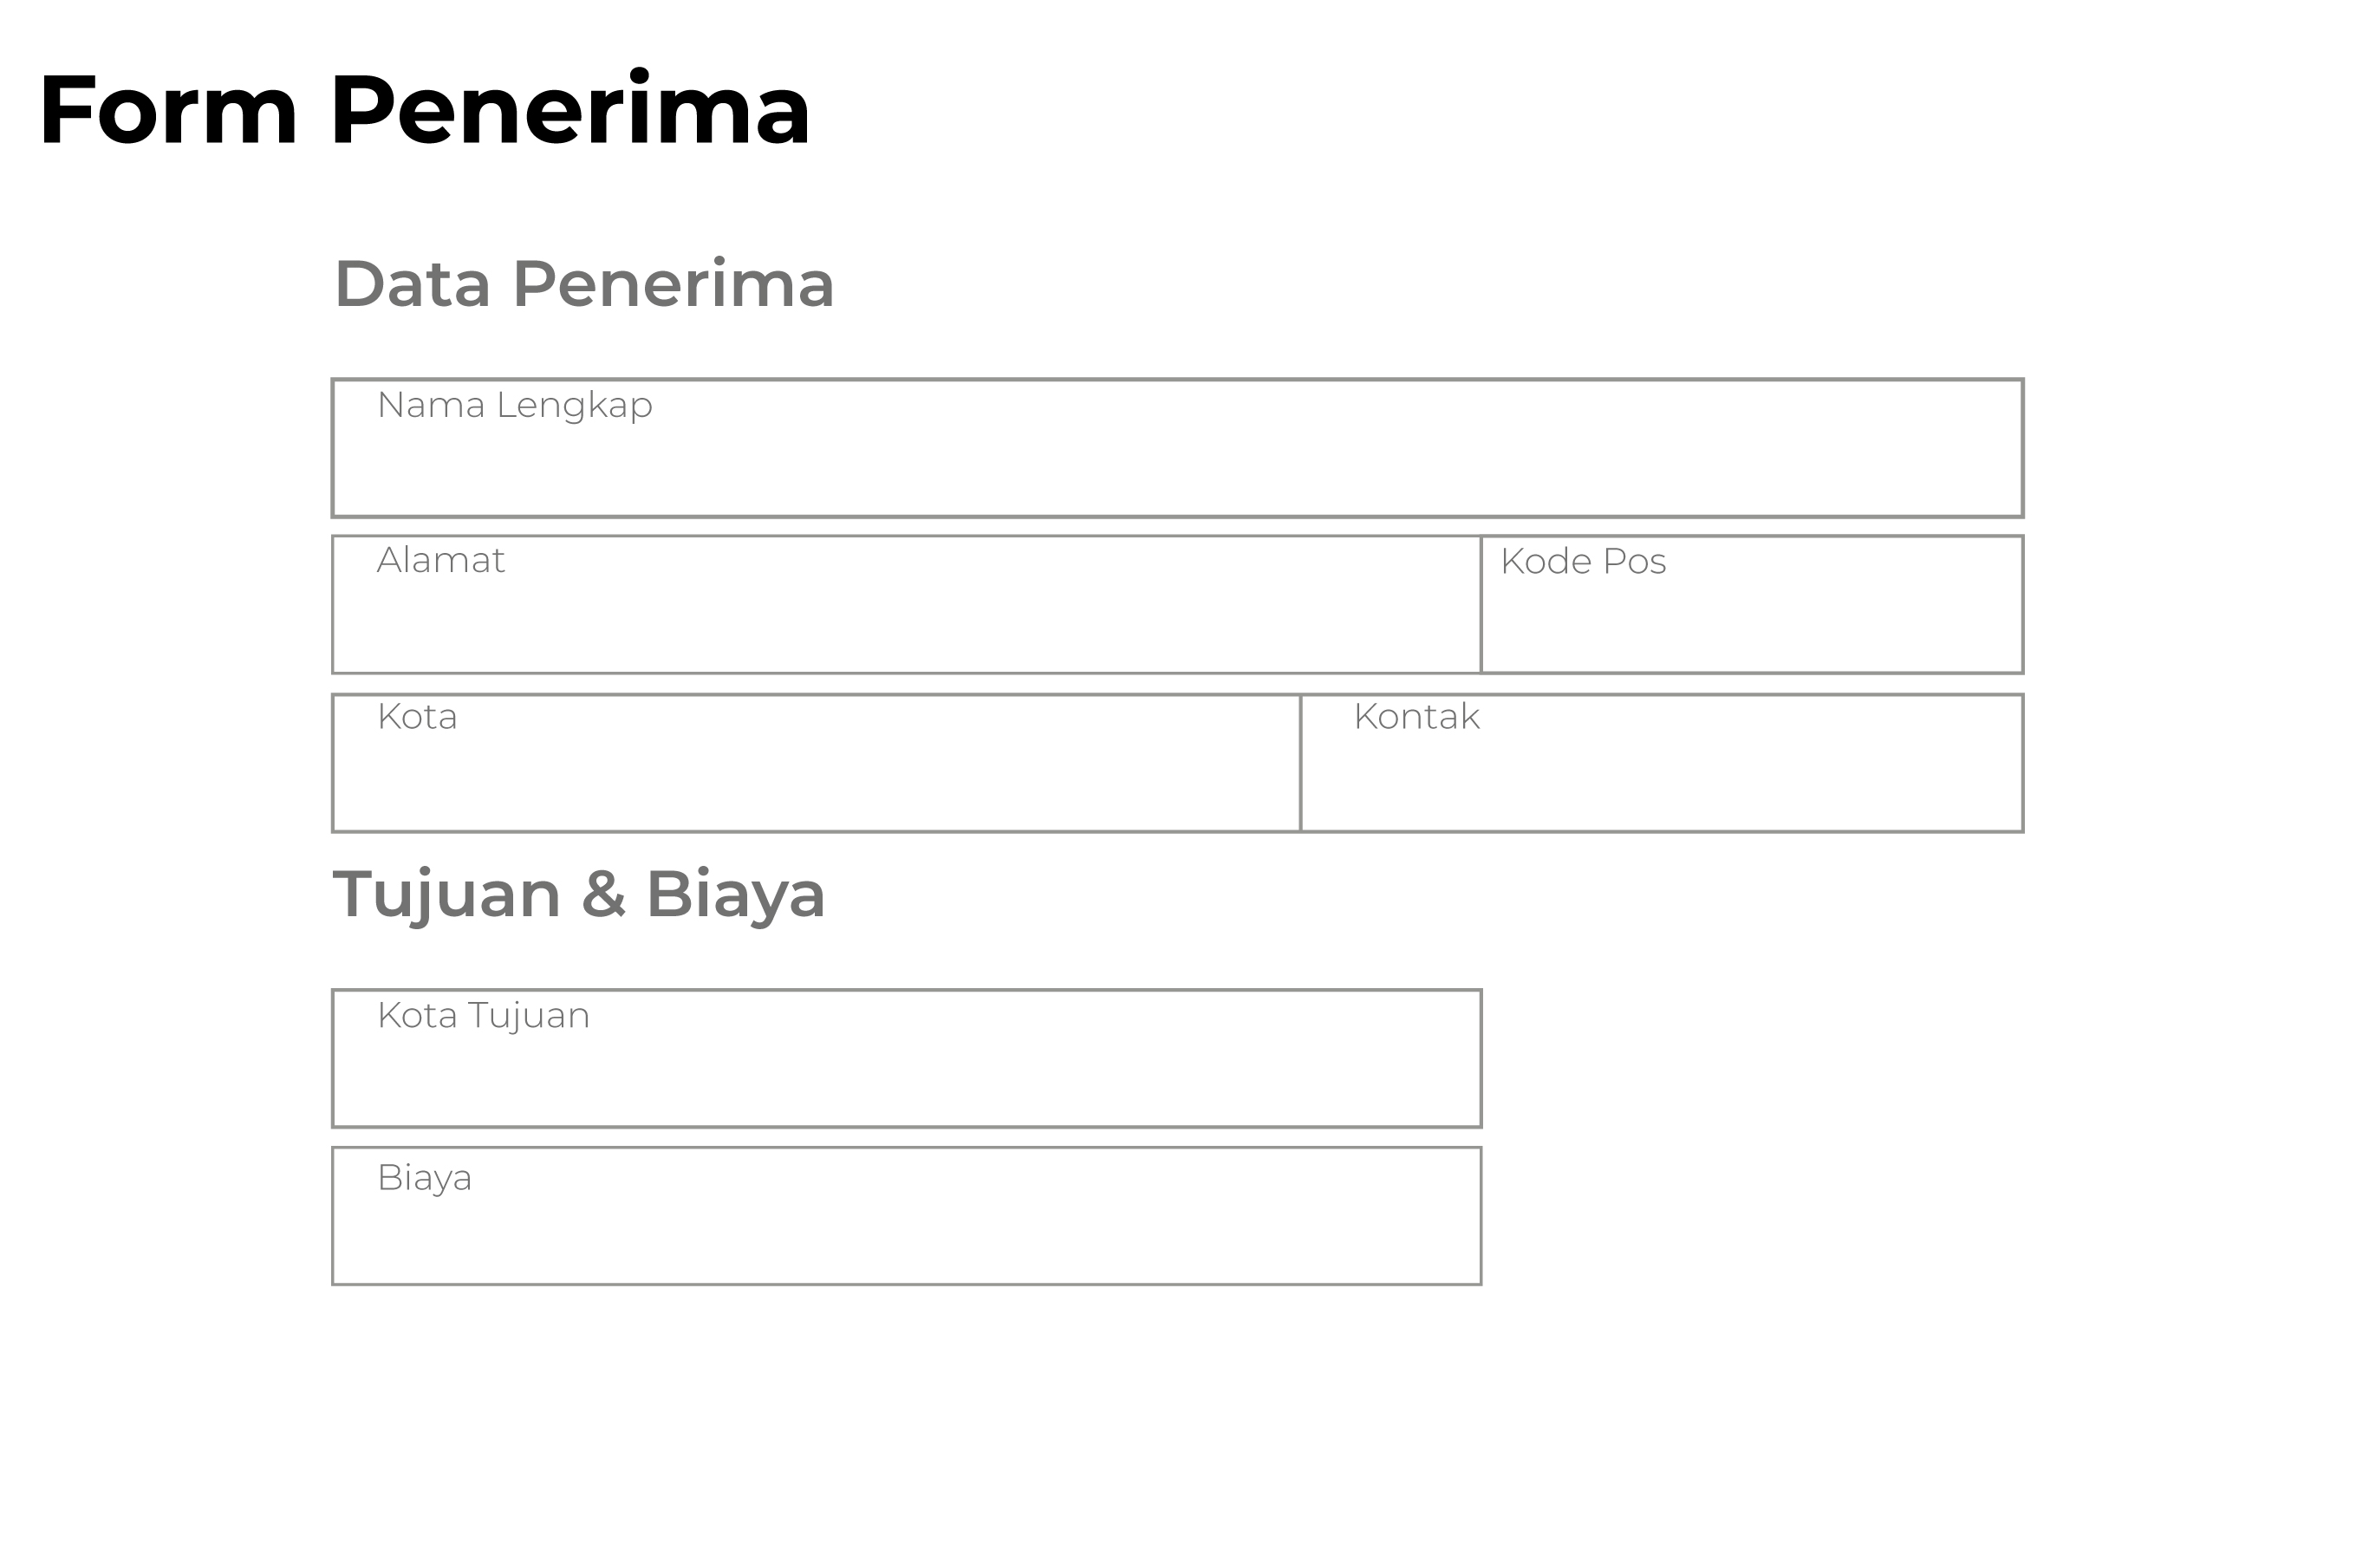 Form Penerima
Data Penerima
Nama Lengkap
Alamat
Kode Pos
Kota
Kontak
Tujuan & Biaya
Kota Tujuan
Biaya